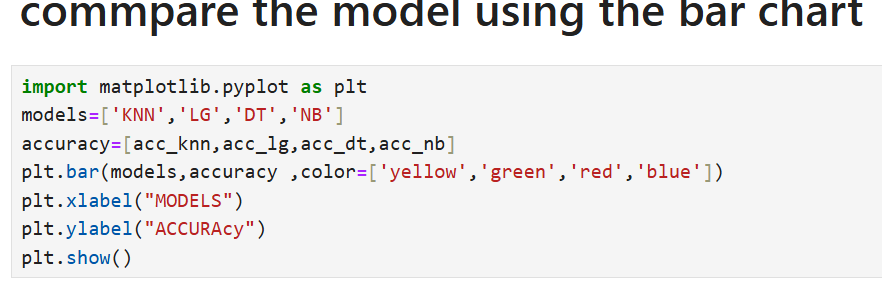 commpare the model using the bar chart
import matplotlib.pyplot as plt
models=['KNN','LG','DT','NB']
accuracy=[acc_knn,acc_lg,acc_dt,acc_nb]
plt.bar(models,accuracy ,color=['yellow','green','red','blue'])
plt.xlabel("MODELS")
plt.ylabel("ACCURAcy")
plt.show()